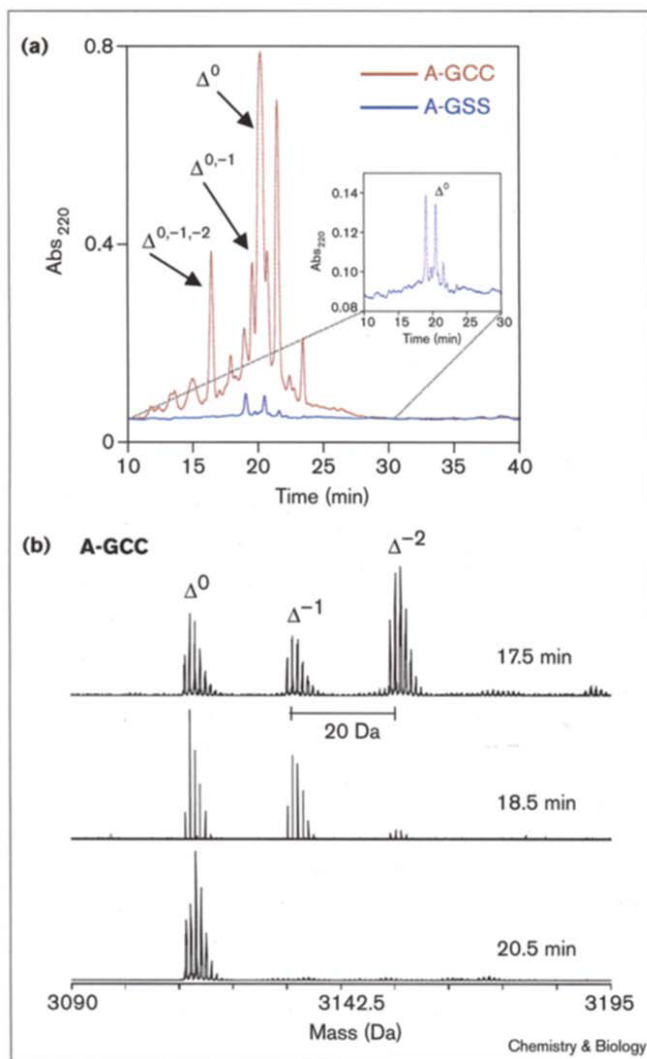 (a)
0.8
0.4
0
Abs220
Δ0
Δ0,-1
Δ0,-1,-2
A-GCC
A-GSS
0.14
0.12
0.10
0.08
Abs220
Δ0
10 15 20 25 30
Time (min)
10 15 20 25 30 35 40
Time (min)
(b) A-GCC
Δ0
Δ−1
Δ−2
17.5 min
20 Da
18.5 min
20.5 min
3090 3142.5 3195
Mass (Da)
Chemistry & Biology